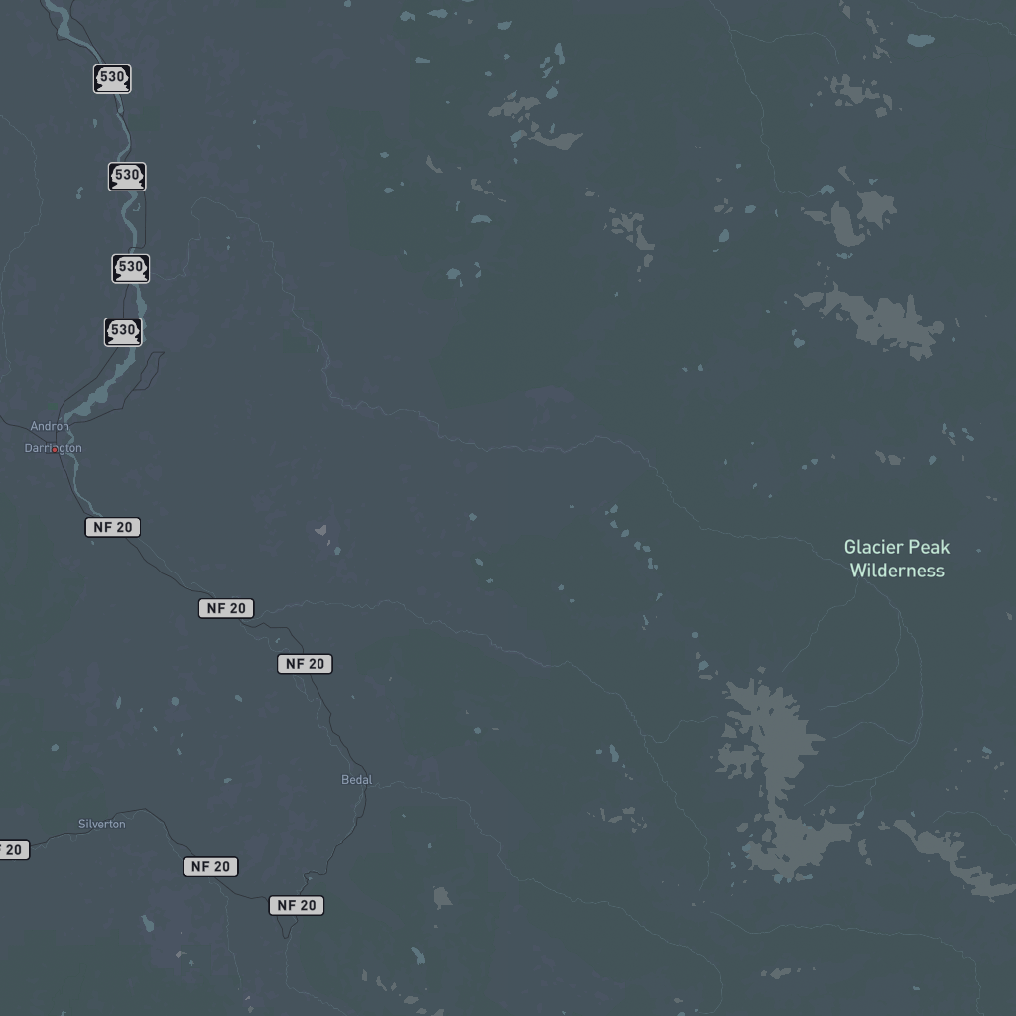 530
530
530
530
Andron
Darrington
NF 20
Glacier Peak
Wilderness
NF 20
NF 20
Bedal
Silverton
20
NF 20
NF 20